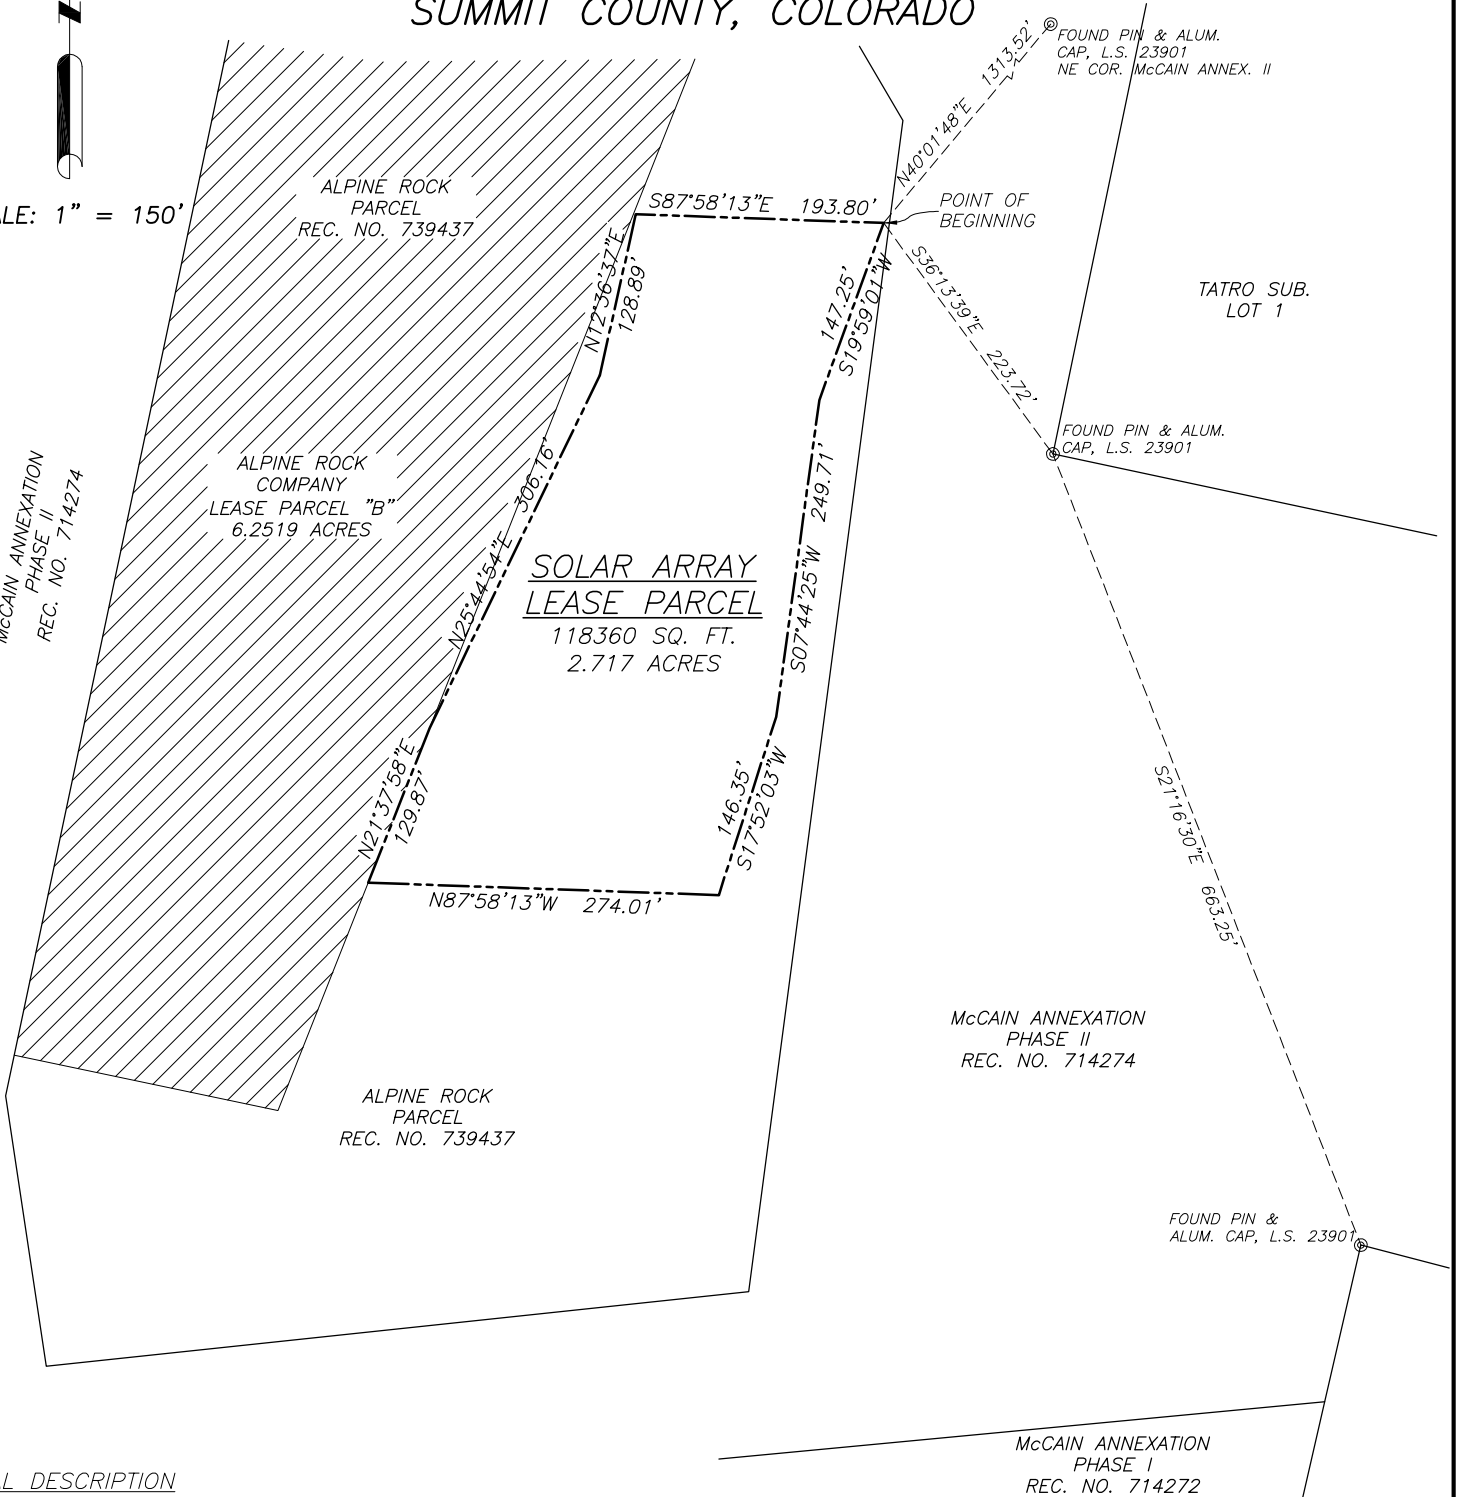 SUMMIT COUNTY, COLORADO
FOUND PIN & ALUM.
CAP, L.S. 23901
NE COR. McCAIN ANNEX. II
N40°01'48"E 1313.52'
ALE: 1" = 150'
ALPINE ROCK
PARCEL
REC. NO. 739437
S87°58'13"E 193.80'
POINT OF
BEGINNING
N12°36'37"E
128.89'
147.25'
S19°59'01"W
S36°13'39"E 223.72'
TATRO SUB.
LOT 1
FOUND PIN & ALUM.
CAP, L.S. 23901
McCAIN ANNEXATION
PHASE II
REC. NO. 714274
ALPINE ROCK
COMPANY
LEASE PARCEL "B"
6.2519 ACRES
N25°44'54"E 306.16'
SOLAR ARRAY
LEASE PARCEL
118360 SQ. FT.
2.717 ACRES
S07°44'25"W 249.71'
N21°37'58"E
129.87'
146.35'
S17°52'03"W
N87°58'13"W 274.01'
S21°16'30"E 663.25'
McCAIN ANNEXATION
PHASE II
REC. NO. 714274
ALPINE ROCK
PARCEL
REC. NO. 739437
FOUND PIN &
ALUM. CAP, L.S. 23901
McCAIN ANNEXATION
PHASE I
REC. NO. 714272
L DESCRIPTION